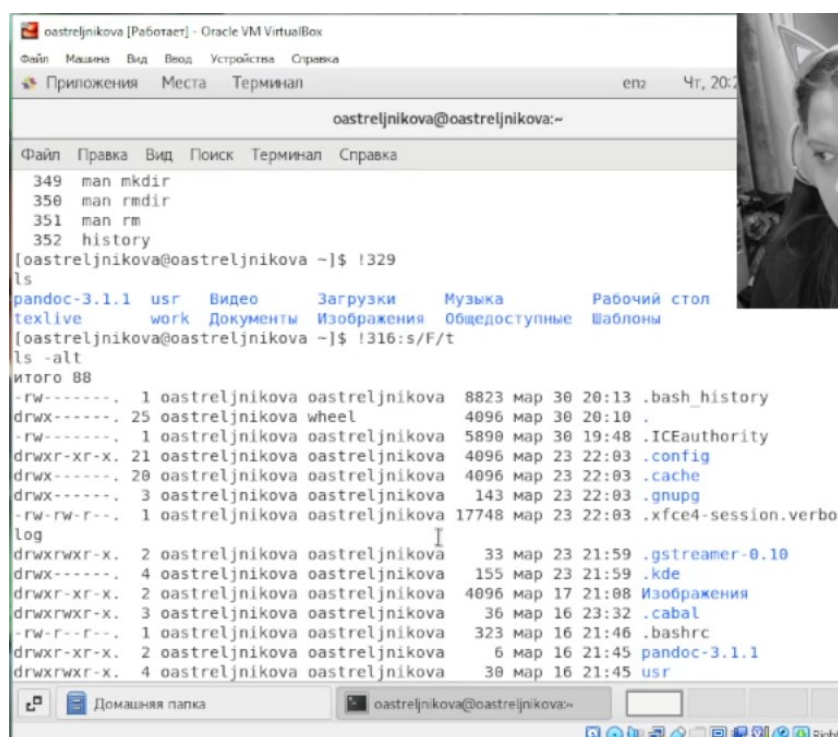 oastreljnikova [Работает] - Oracle VM VirtualBox
Файл Машина Вид Ввод Устройства Справка
Приложения Места Терминал en₂ Чт, 20:
oastreljnikova@oastreljnikova:~
Файл Правка Вид Поиск Терминал Справка
349 man mkdir
350 man rmdir
351 man rm
352 history
[oastreljnikova@oastreljnikova ~]$ !329
ls
pandoc-3.1.1 usr Видео Загрузки Музыка Рабочий стол
texlive work Документы Изображения Общедоступные Шаблоны
[oastreljnikova@oastreljnikova ~]$ !316:s/F/t
ls -alt
итого 88
-rw-------. 1 oastreljnikova oastreljnikova 8823 мар 30 20:13 .bash_history
drwx------. 25 oastreljnikova wheel 4096 мар 30 20:10 .
-rw-------. 1 oastreljnikova oastreljnikova 5890 мар 30 19:48 .ICEauthority
drwxr-xr-x. 21 oastreljnikova oastreljnikova 4096 мар 23 22:03 .config
drwx------. 20 oastreljnikova oastreljnikova 4096 мар 23 22:03 .cache
drwx------. 3 oastreljnikova oastreljnikova 143 мар 23 22:03 .gnupg
-rw-rw-r--. 1 oastreljnikova oastreljnikova 17748 мар 23 22:03 .xfce4-session.verbo
log
drwxrwxr-x. 2 oastreljnikova oastreljnikova 33 мар 23 21:59 .gstreamer-0.10
drwx------. 4 oastreljnikova oastreljnikova 155 мар 23 21:59 .kde
drwxr-xr-x. 2 oastreljnikova oastreljnikova 4096 мар 17 21:08 Изображения
drwxrwxr-x. 3 oastreljnikova oastreljnikova 36 мар 16 23:32 .cabal
-rw-r--r--. 1 oastreljnikova oastreljnikova 323 мар 16 21:46 .bashrc
drwxr-xr-x. 2 oastreljnikova oastreljnikova 6 мар 16 21:45 pandoc-3.1.1
drwxrwxr-x. 4 oastreljnikova oastreljnikova 30 мар 16 21:45 usr
Домашняя папка oastreljnikova@oastreljnikova:~
Right